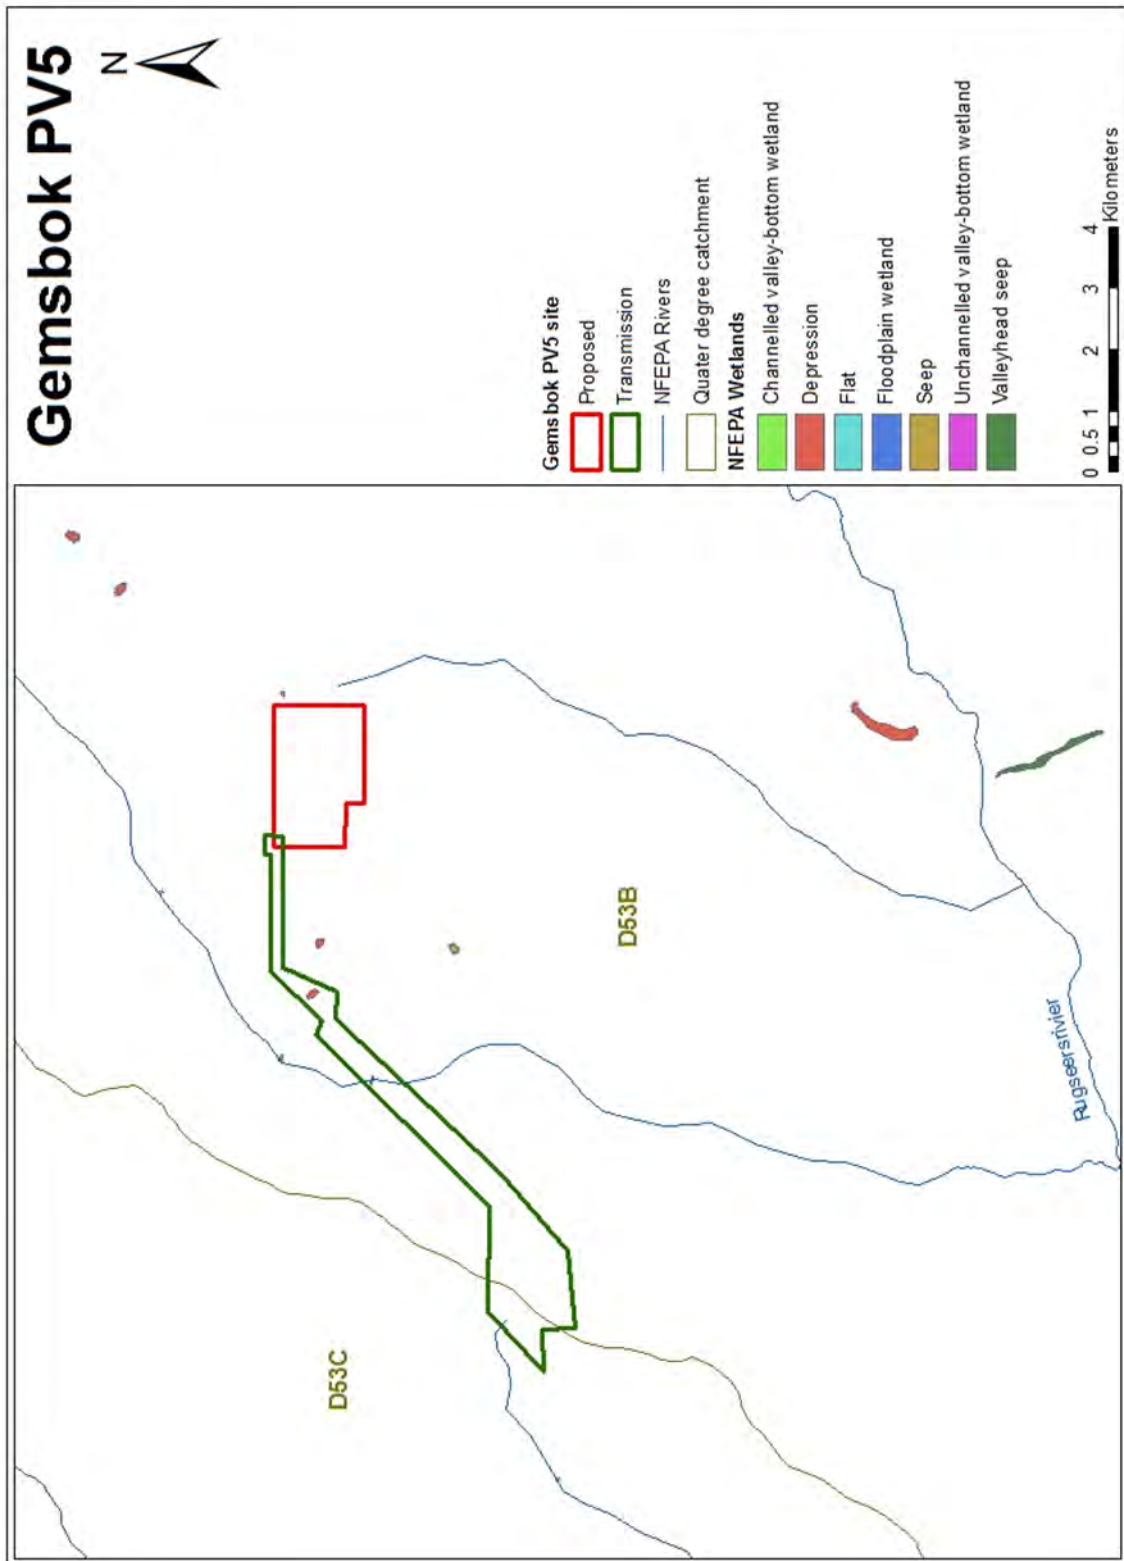 Gemsbok PV5
N
Gemsbok PV5 site
Proposed
Transmission
NFEPA Rivers
Quater degree catchment
NFEPA Wetlands
Channelled valley-bottom wetland
Depression
Flat
Floodplain wetland
Seep
Unchannelled valley-bottom wetland
Valleyhead seep
0 0.5 1 2 3 4
Kilometers
D53C
D53B
Rugseersrivier